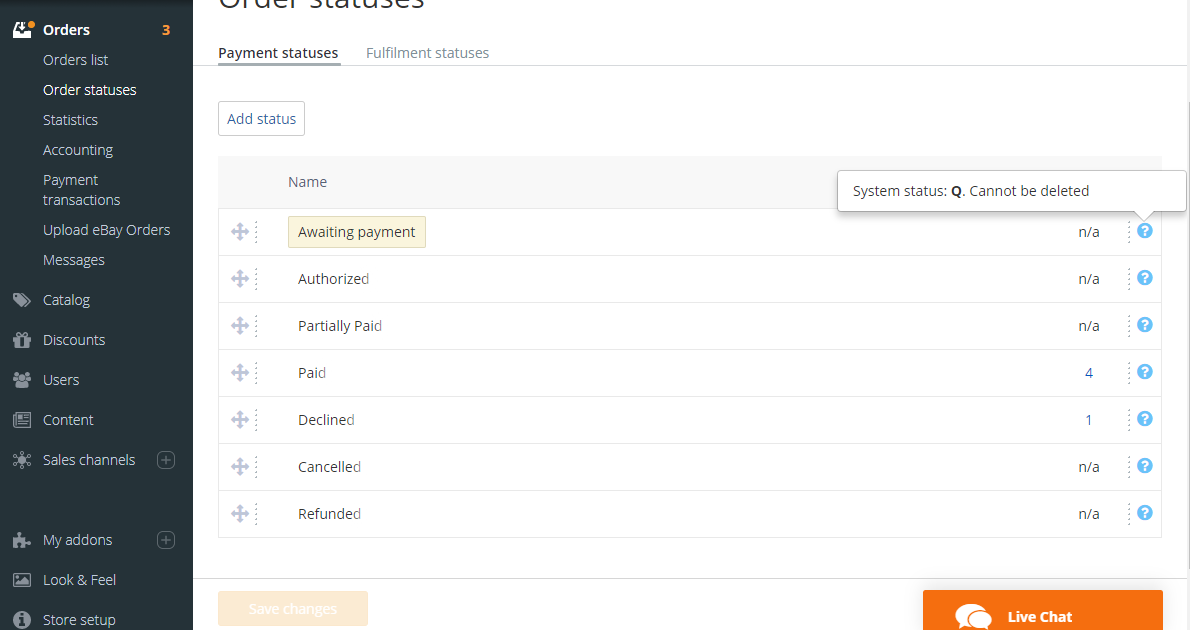 Order statuses
Orders 3
Orders list
Order statuses
Statistics
Accounting
Payment
transactions
Upload eBay Orders
Messages
Catalog
Discounts
Users
Content
Sales channels
My addons
Look & Feel
Store setup
Payment statuses Fulfilment statuses
Add status
Name
System status: Q. Cannot be deleted
Awaiting payment n/a ?
Authorized n/a ?
Partially Paid n/a ?
Paid 4 ?
Declined 1 ?
Cancelled n/a ?
Refunded n/a ?
Save changes
Live Chat